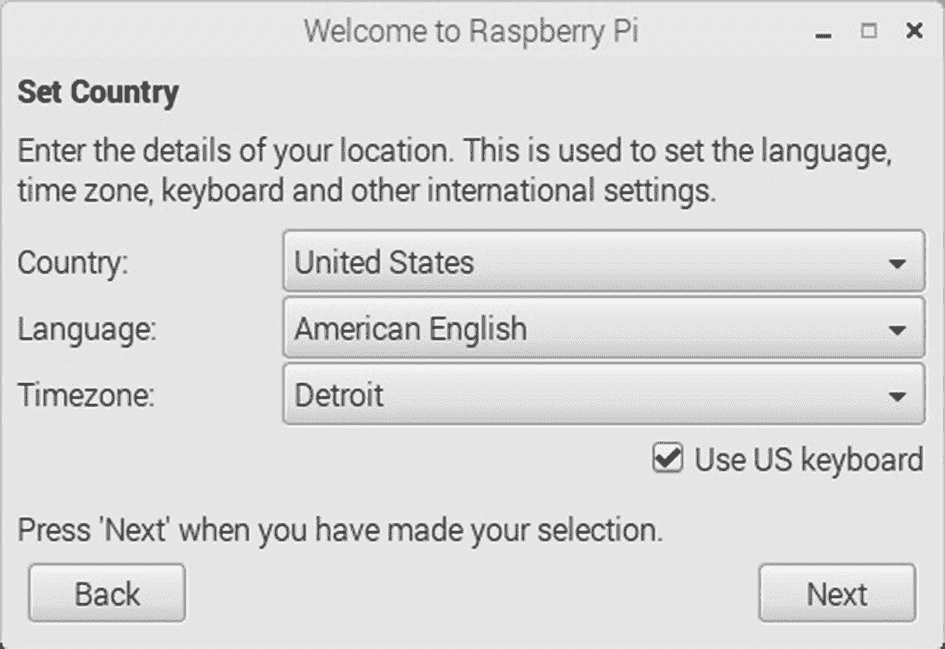 Welcome to Raspberry Pi
Set Country
Enter the details of your location. This is used to set the language,
time zone, keyboard and other international settings.
Country: United States
Language: American English
Timezone: Detroit
Use US keyboard
Press 'Next' when you have made your selection.
Back Next